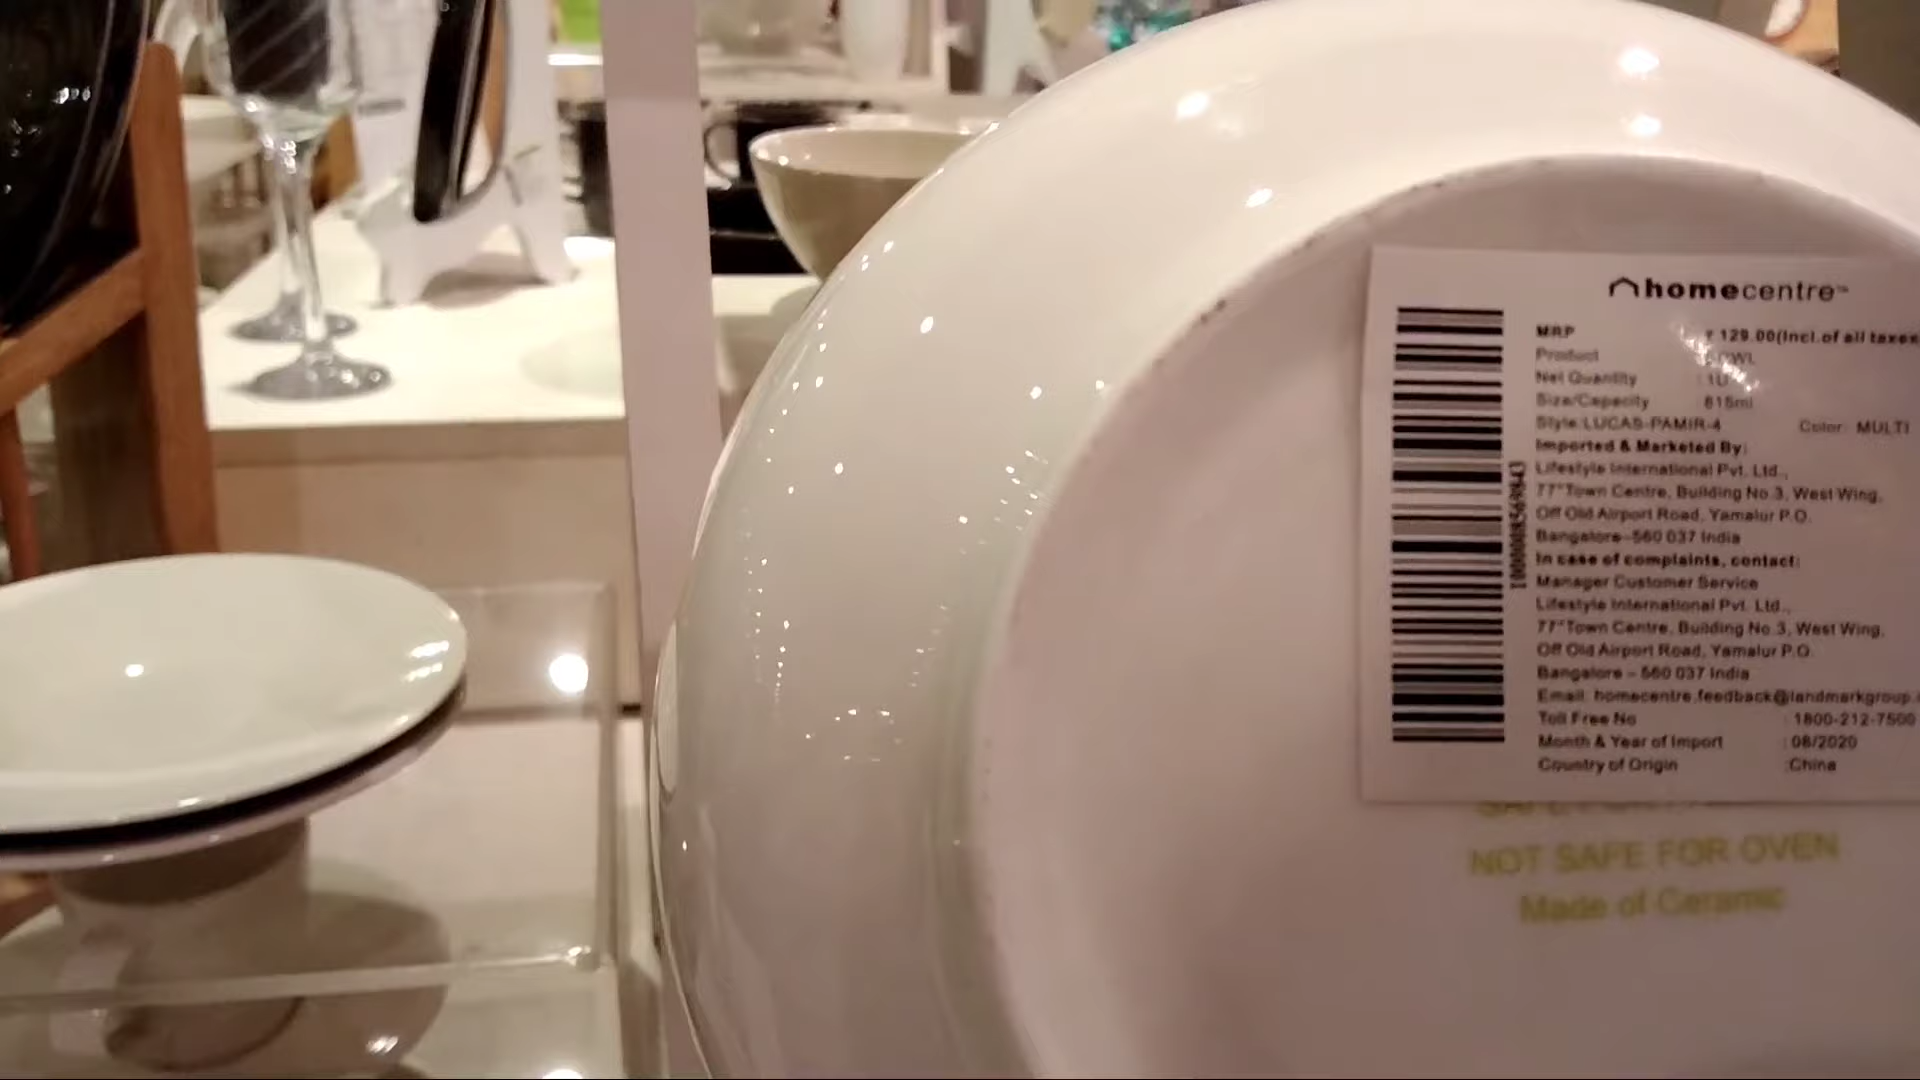 homecentre™
MRP ₹ 129.00(Incl.of all taxes
Product : BOWL
Net Quantity : 1U
Size/Capacity 815ml
Style:LUCAS-PAMIR-4 Color: MULTI
Imported & Marketed By:
Lifestyle International Pvt. Ltd.,
77°Town Centre, Building No.3, West Wing,
Off Old Airport Road, Yamalur P.O.
Bangalore-560 037 India
In case of complaints, contact:
Manager Customer Service
Lifestyle International Pvt. Ltd.,
77°Town Centre, Building No.3, West Wing,
Off Old Airport Road, Yamalur P.O.
Bangalore - 560 037 India
Email: homecentre.feedback@landmarkgroup.
Toll Free No : 1800-212-7500
Month & Year of Import : 08/2020
Country of Origin :China
1000008569843
SAFE FOR
NOT SAFE FOR OVEN
Made of Ceramic